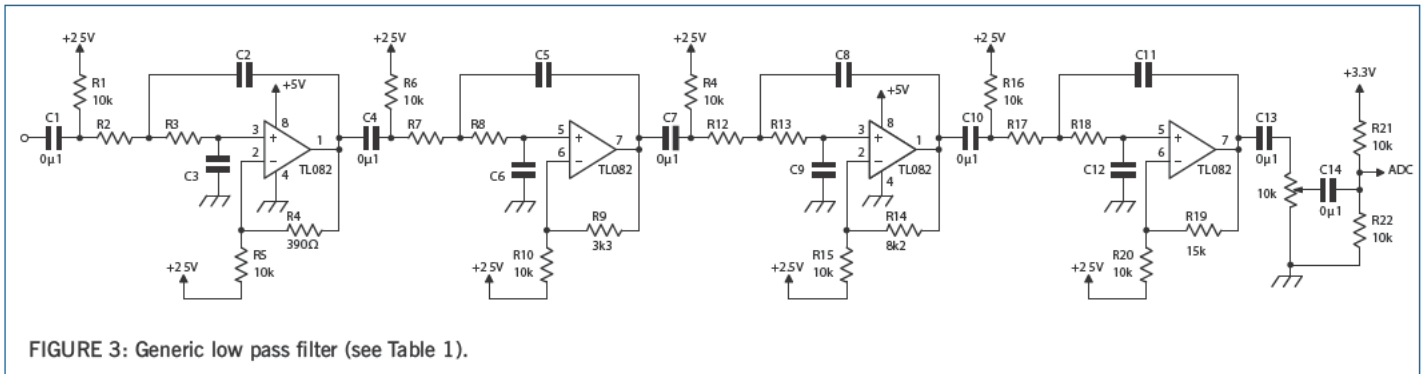 +2 5V
R1
10k
C1
0µ1
R2
R3
C2
C3
+5V
8
3
2
1
4
TL082
R4
390Ω
R5
10k
+2 5V
C4
0µ1
+2 5V
R6
10k
R7
R8
C5
C6
5
6
7
TL082
R9
3k3
R10
10k
+2 5V
C7
0µ1
+2 5V
R4
10k
R12
R13
C8
C9
+5V
8
3
2
1
4
TL082
R14
8k2
R15
10k
+2.5V
C10
0µ1
+2 5V
R16
10k
R17
R18
C11
C12
5
6
7
TL082
R19
15k
R20
10k
+2 5V
C13
0µ1
10k
C14
0µ1
+3.3V
R21
10k
ADC
R22
10k
FIGURE 3: Generic low pass filter (see Table 1).